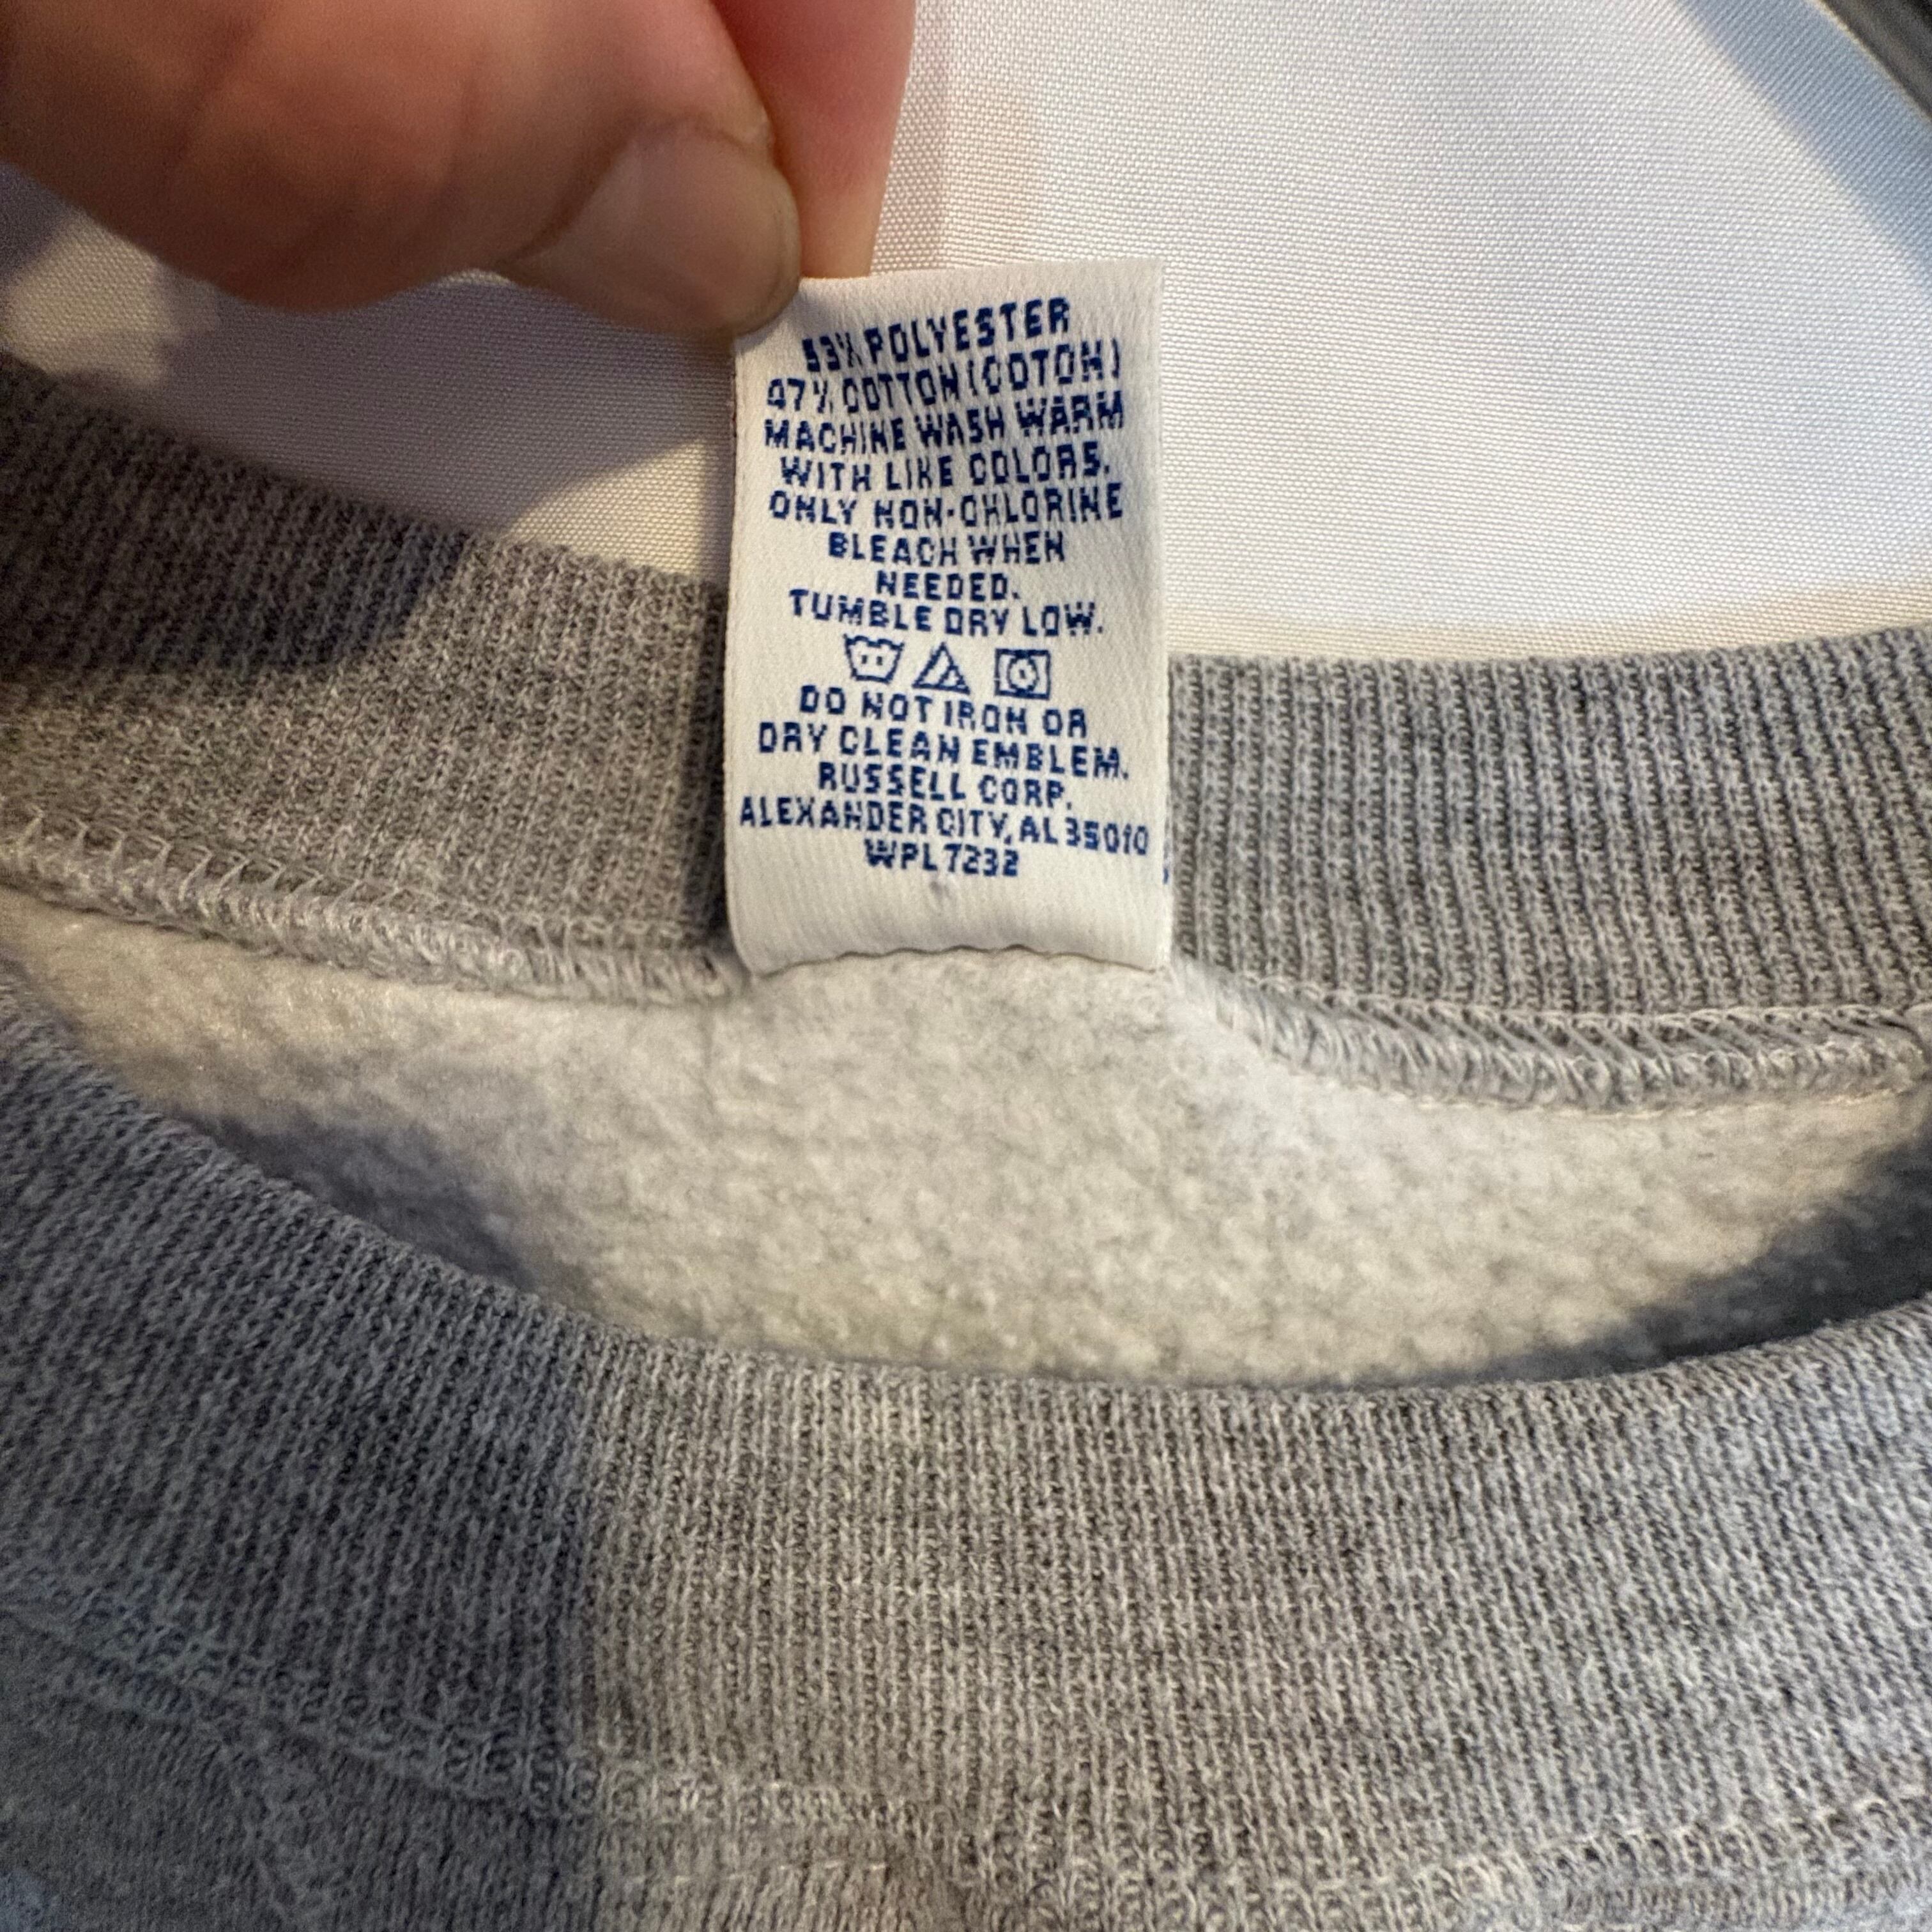 53% POLYESTER
47% COTTON (COTON)
MACHINE WASH WARM
WITH LIKE COLORS.
ONLY NON-CHLORINE
BLEACH WHEN
NEEDED.
TUMBLE DRY LOW.
DO NOT IRON OR
DRY CLEAN EMBLEM.
RUSSELL CORP.
ALEXANDER CITY, AL 35010
WPL 7232